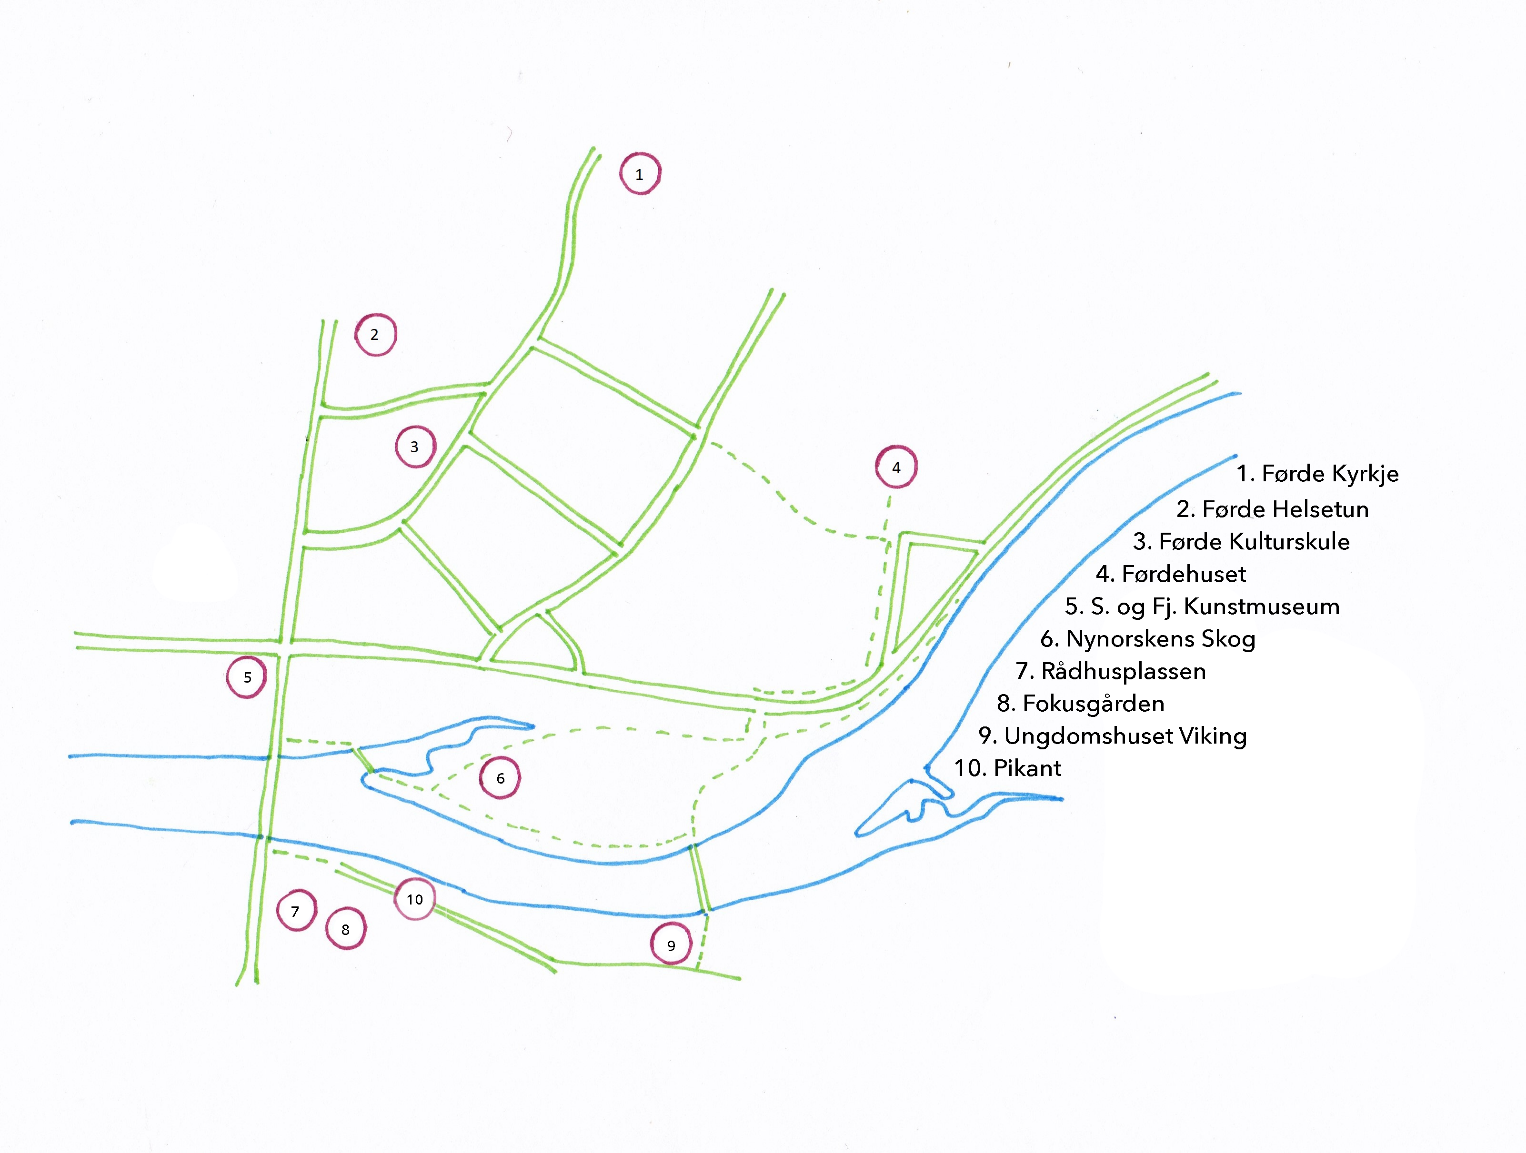 1
2
3
4
1. Førde Kyrkje
2. Førde Helsetun
3. Førde Kulturskule
4. Førdehuset
5. S. og Fj. Kunstmuseum
6. Nynorskens Skog
7. Rådhusplassen
8. Fokusgården
9. Ungdomshuset Viking
10. Pikant
5
6
7
8
9
10